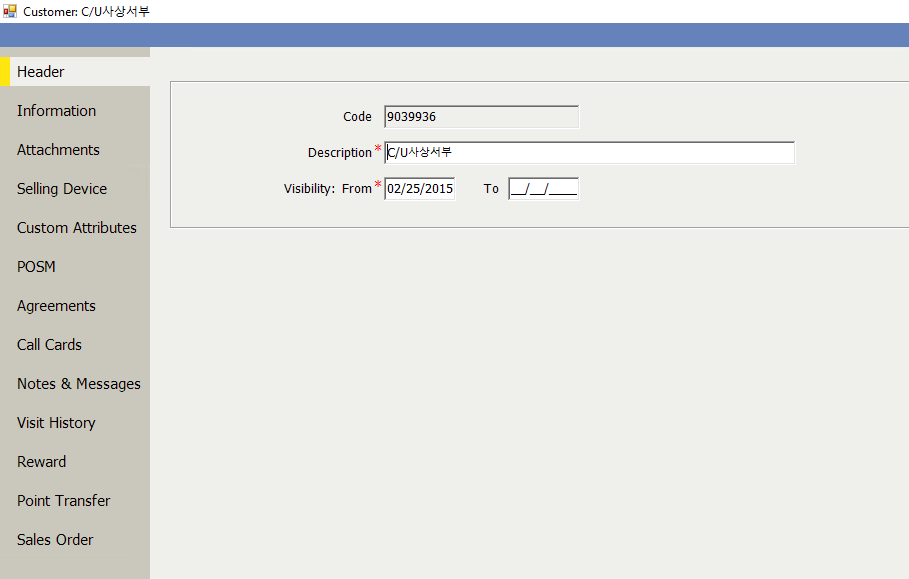 Customer: C/U사상서부
Header
Information
Attachments
Selling Device
Custom Attributes
POSM
Agreements
Call Cards
Notes & Messages
Visit History
Reward
Point Transfer
Sales Order
Code 9039936
Description* C/U사상서부
Visibility: From* 02/25/2015 To __/__/____